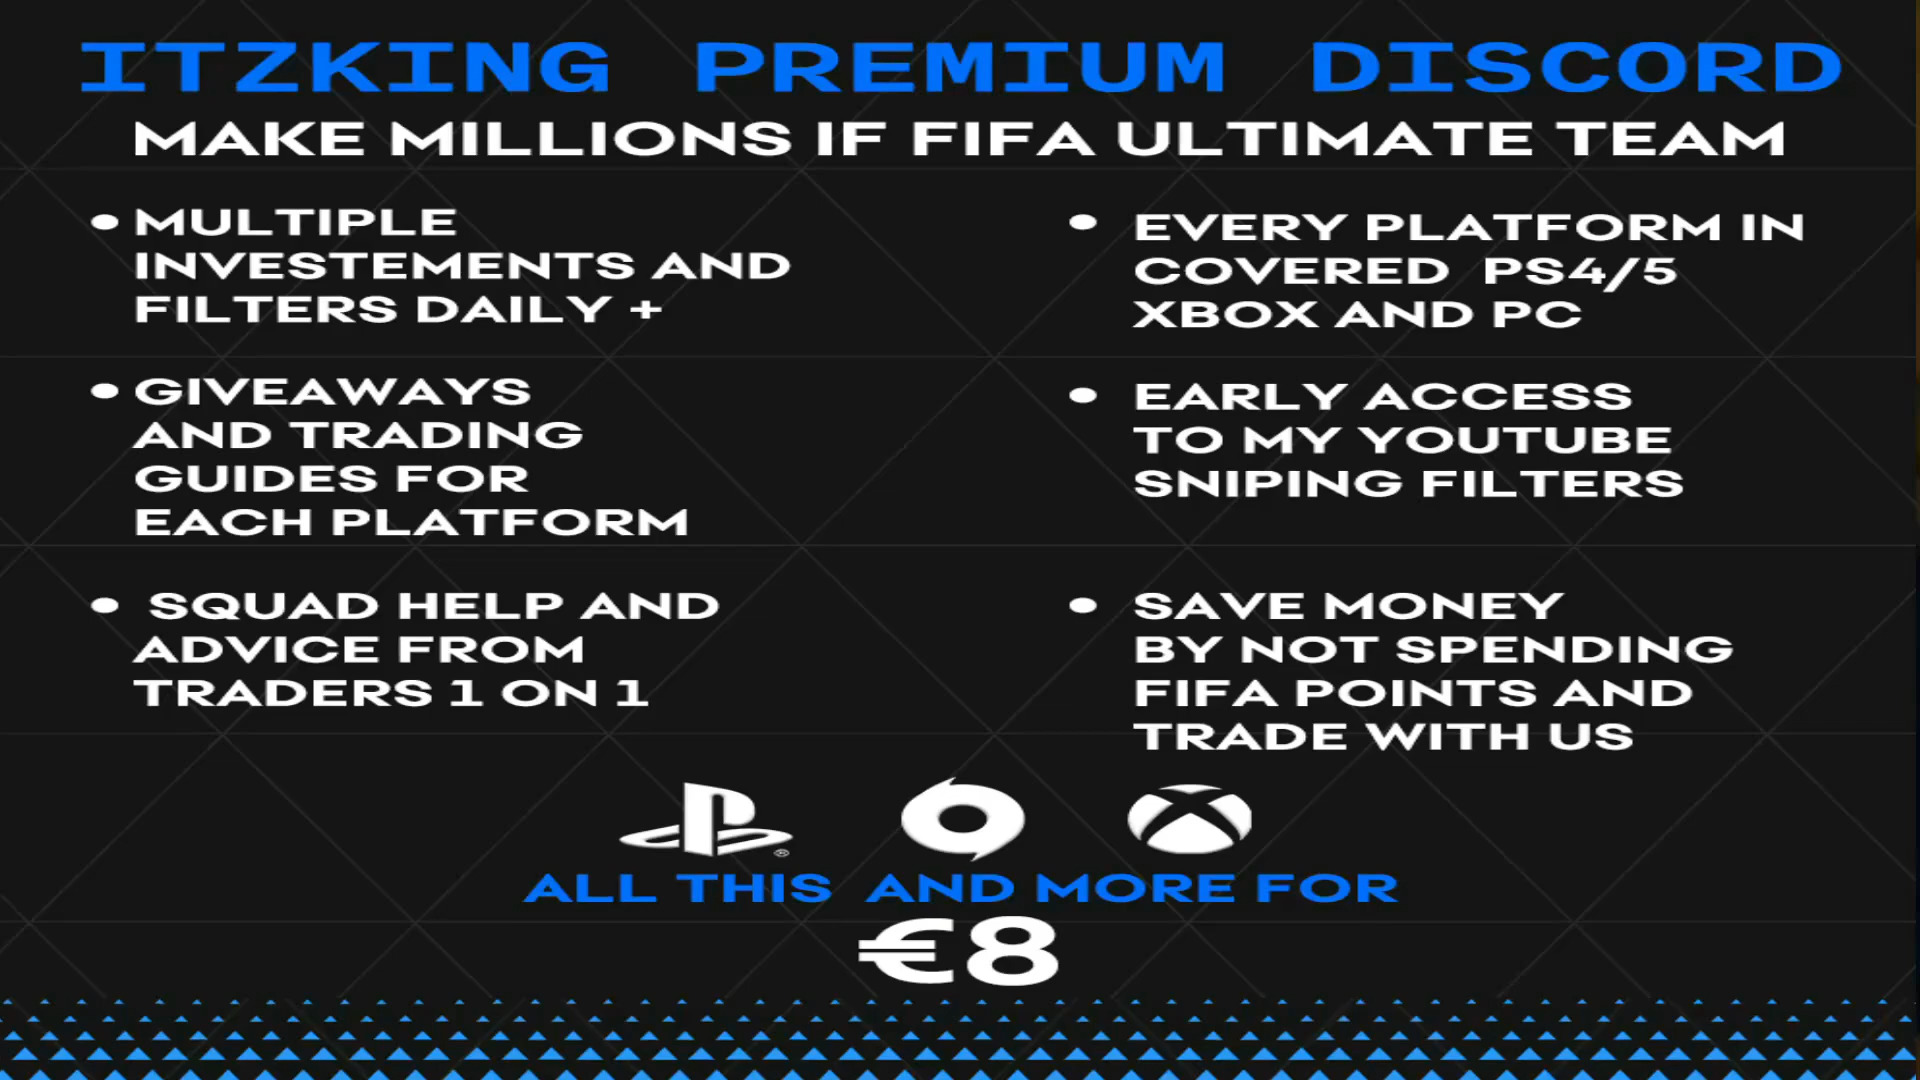 ITZKING PREMIUM DISCORD
MAKE MILLIONS IF FIFA ULTIMATE TEAM
• MULTIPLE
INVESTEMENTS AND
FILTERS DAILY +
• GIVEAWAYS
AND TRADING
GUIDES FOR
EACH PLATFORM
• SQUAD HELP AND
ADVICE FROM
TRADERS 1 ON 1
• EVERY PLATFORM IN
COVERED PS4/5
XBOX AND PC
• EARLY ACCESS
TO MY YOUTUBE
SNIPING FILTERS
• SAVE MONEY
BY NOT SPENDING
FIFA POINTS AND
TRADE WITH US
ALL THIS AND MORE FOR
€8